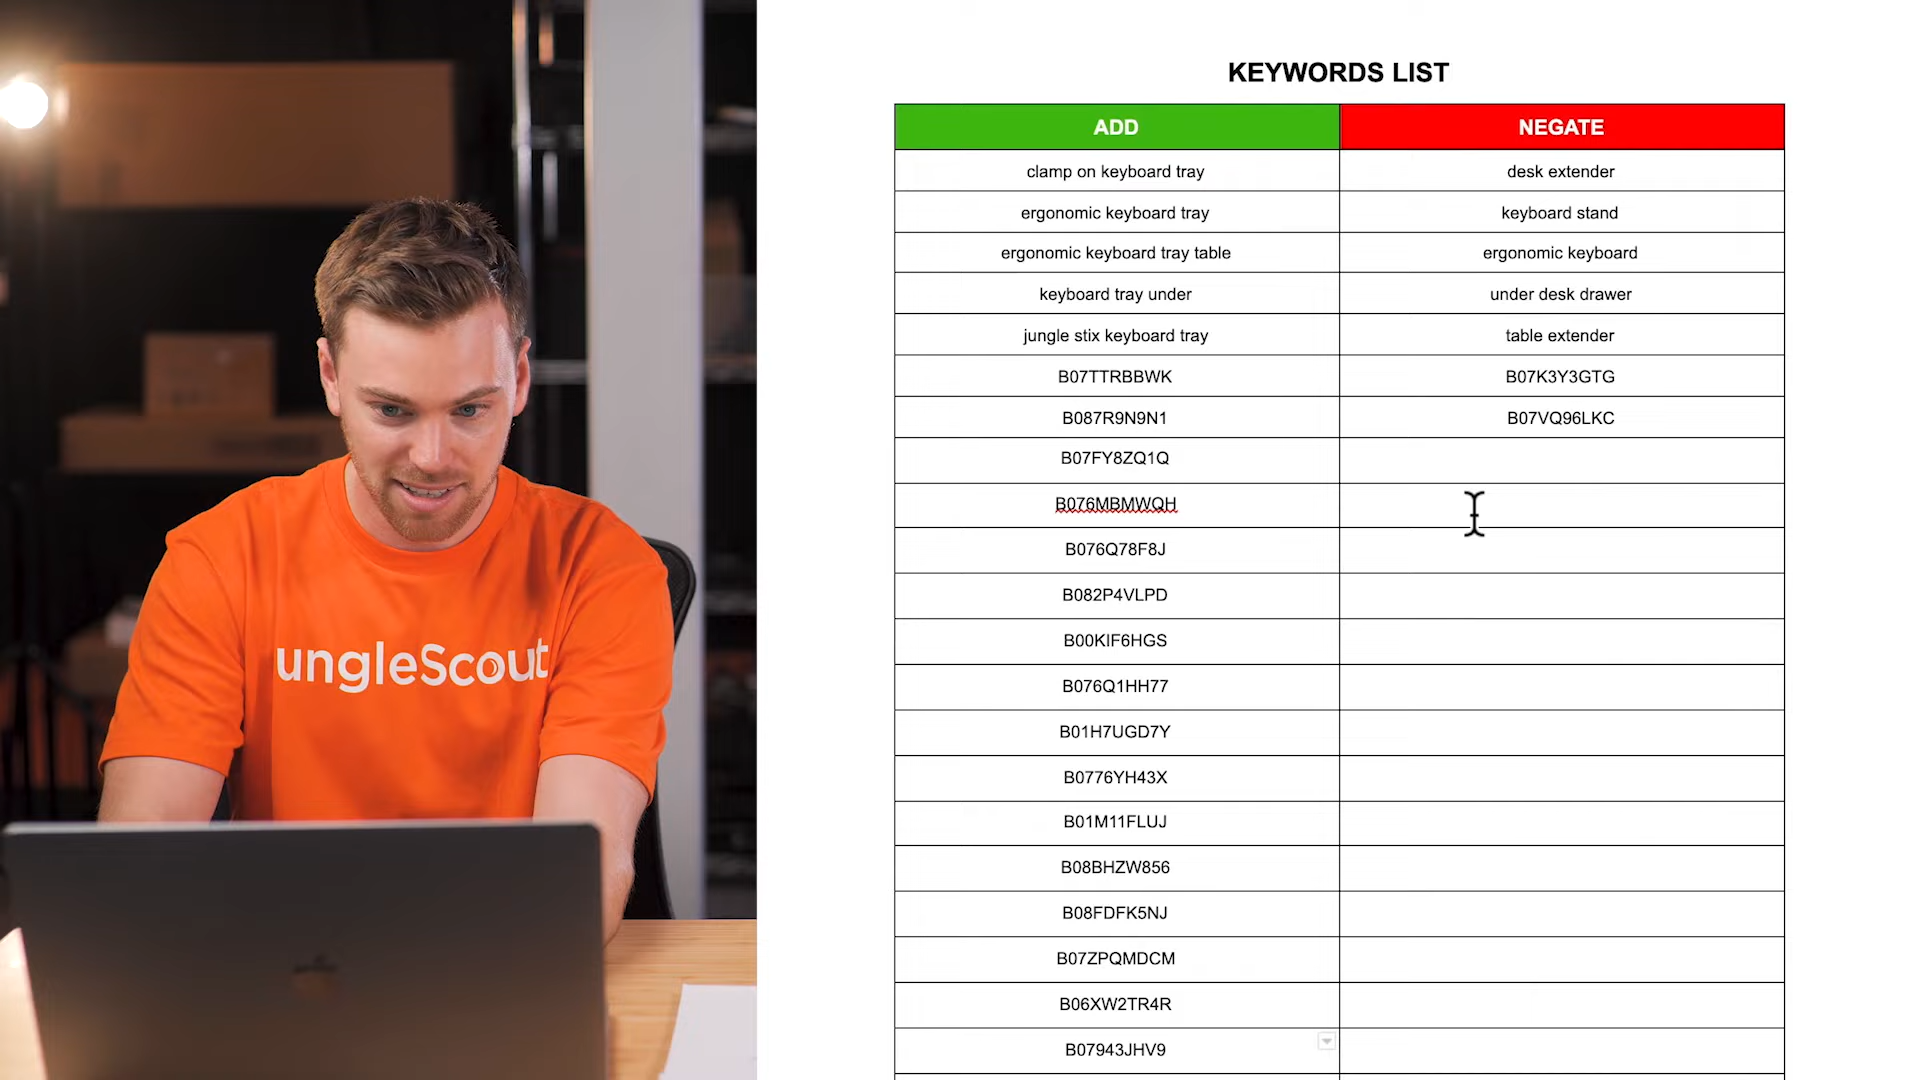 ungleScout
KEYWORDS LIST
ADD NEGATE
clamp on keyboard tray desk extender
ergonomic keyboard tray keyboard stand
ergonomic keyboard tray table ergonomic keyboard
keyboard tray under under desk drawer
jungle stix keyboard tray table extender
B07TTRBBWK B07K3Y3GTG
B087R9N9N1 B07VQ96LKC
B07FY8ZQ1Q
B076MBMWQH
B076Q78F8J
B082P4VLPD
B00KIF6HGS
B076Q1HH77
B01H7UGD7Y
B0776YH43X
B01M11FLUJ
B08BHZW856
B08FDFK5NJ
B07ZPQMDCM
B06XW2TR4R
B07943JHV9